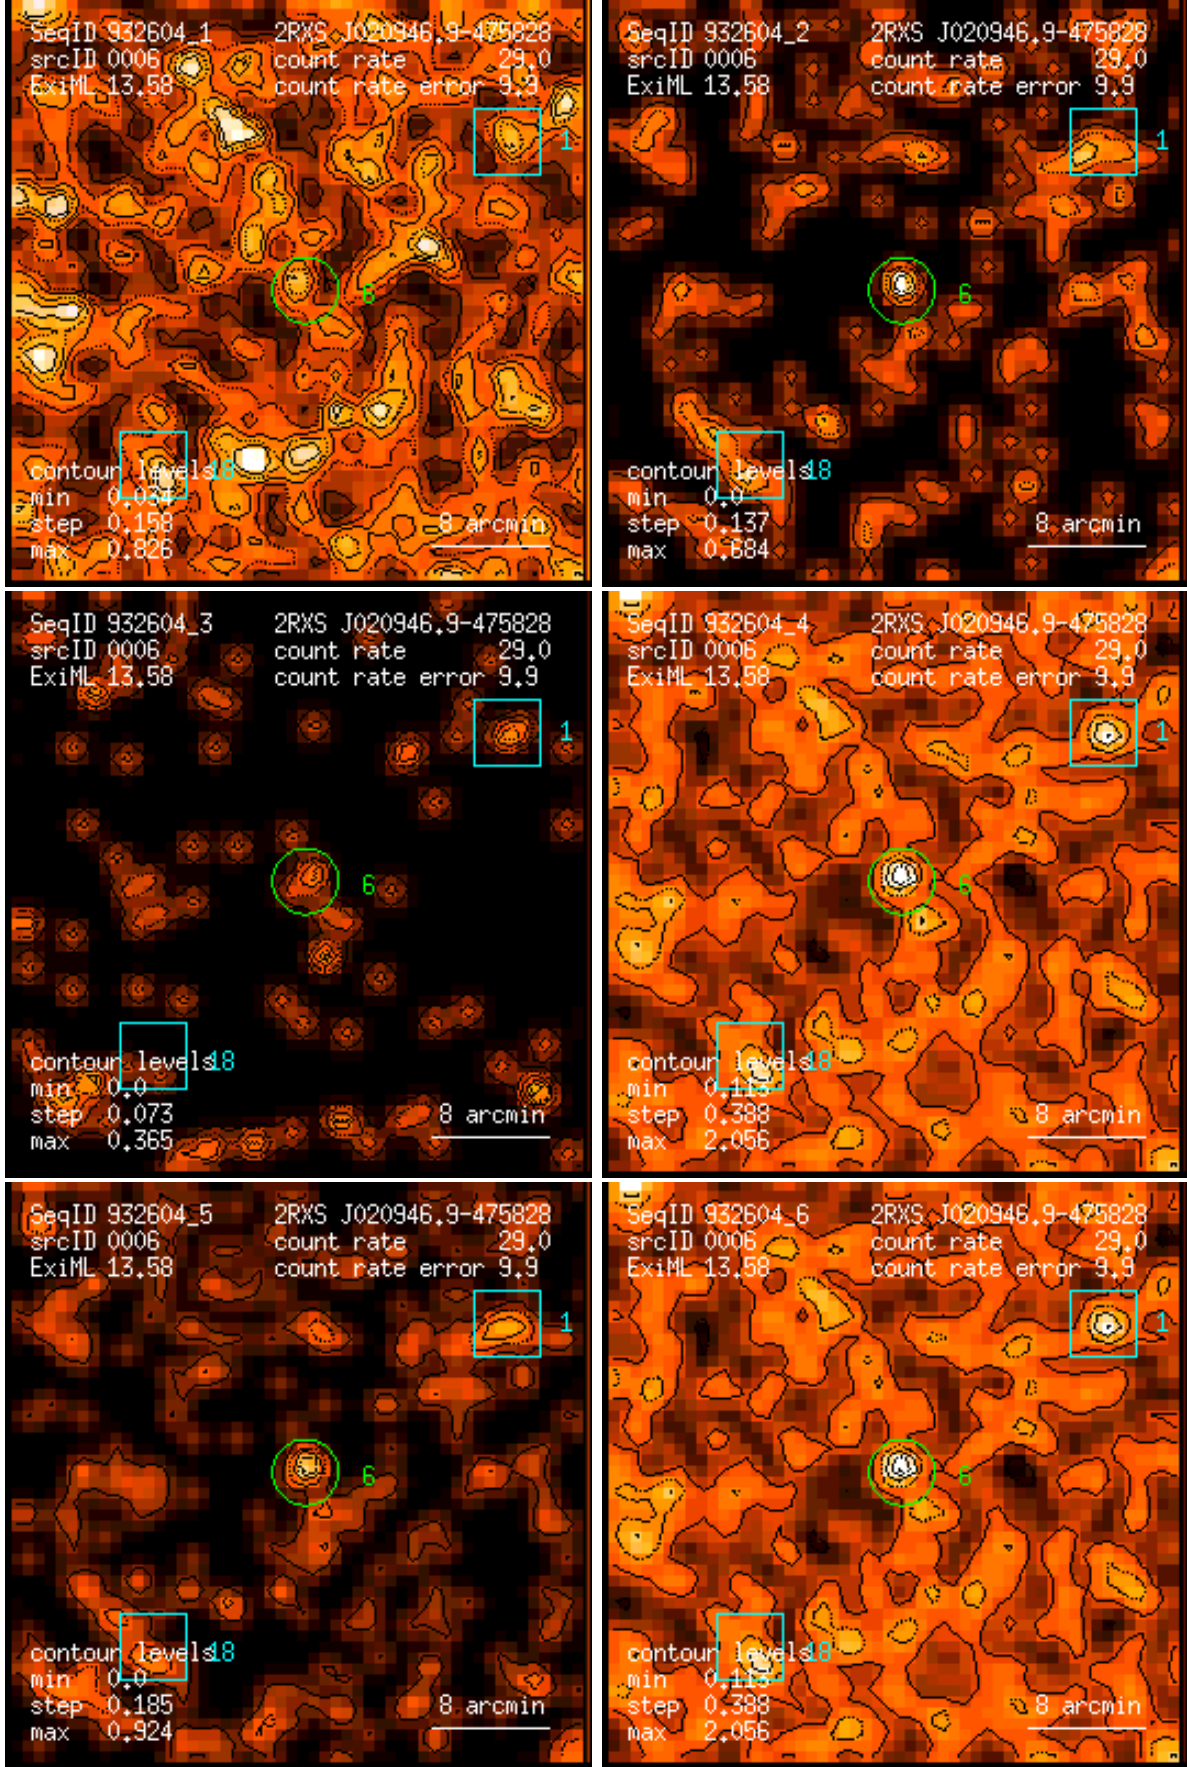 SeqID 932604_1 2RXS J020946.9-475828
srcID 0006 count rate 29.0
ExiML 13.58 count rate error 9.9
1
6
contour levels 18
min 0.034
step 0.158
max 0.826
8 arcmin
SeqID 932604_2 2RXS J020946.9-475828
srcID 0006 count rate 29.0
ExiML 13.58 count rate error 9.9
1
6
contour levels 18
min 0.0
step 0.137
max 0.684
8 arcmin
SeqID 932604_3 2RXS J020946.9-475828
srcID 0006 count rate 29.0
ExiML 13.58 count rate error 9.9
1
6
contour levels 18
min 0.0
step 0.073
max 0.365
8 arcmin
SeqID 932604_4 2RXS J020946.9-475828
srcID 0006 count rate 29.0
ExiML 13.58 count rate error 9.9
1
6
contour levels 18
min 0.113
step 0.388
max 2.056
8 arcmin
SeqID 932604_5 2RXS J020946.9-475828
srcID 0006 count rate 29.0
ExiML 13.58 count rate error 9.9
1
6
contour levels 18
min 0.0
step 0.185
max 0.924
8 arcmin
SeqID 932604_6 2RXS J020946.9-475828
srcID 0006 count rate 29.0
ExiML 13.58 count rate error 9.9
1
6
contour levels 18
min 0.113
step 0.388
max 2.056
8 arcmin